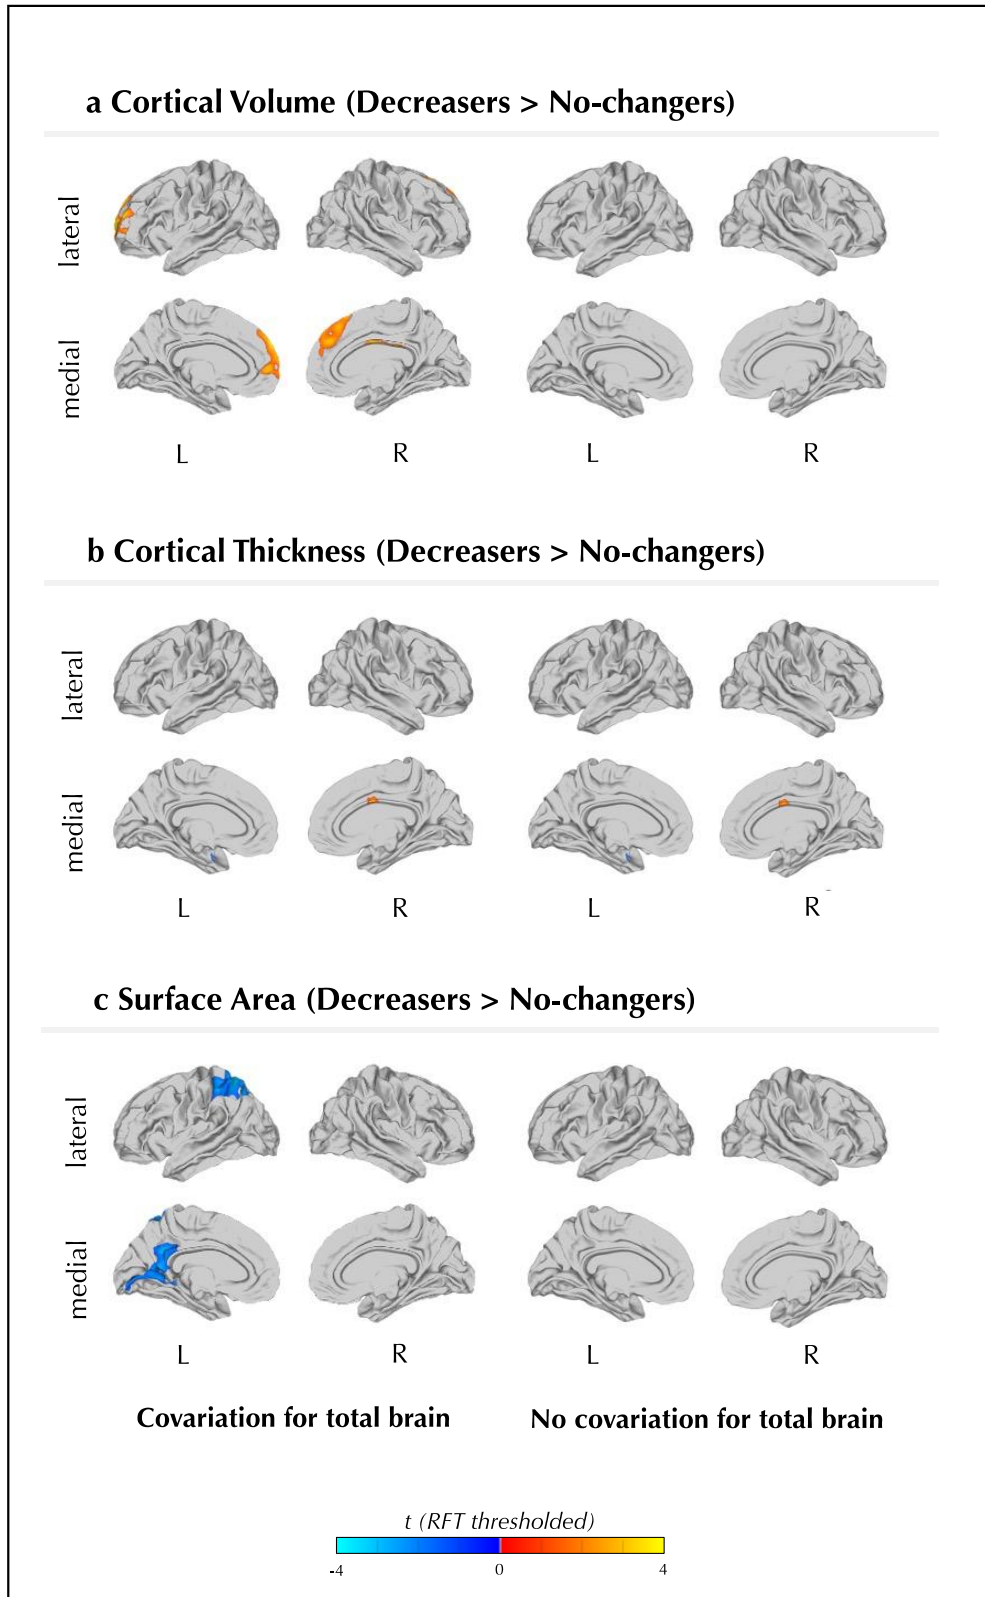 a Cortical Volume (Decreasers > No-changers)
lateral
medial
L R L R
b Cortical Thickness (Decreasers > No-changers)
lateral
medial
L R L R
c Surface Area (Decreasers > No-changers)
lateral
medial
L R L R
Covariation for total brain No covariation for total brain
t (RFT thresholded)
-4 0 4